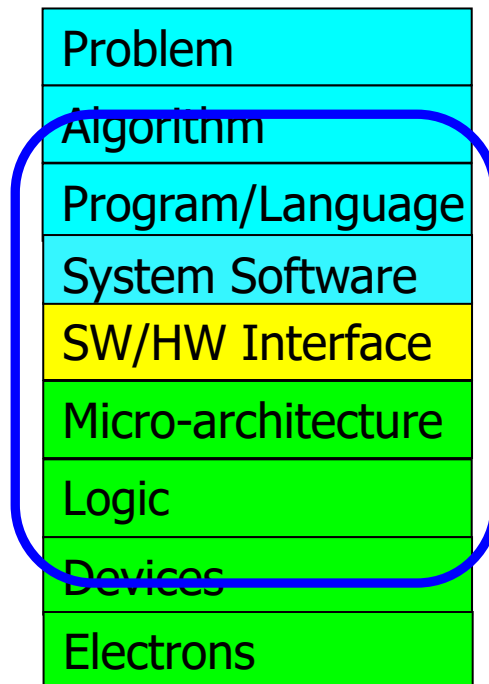 Problem
Algorithm
Program/Language
System Software
SW/HW Interface
Micro-architecture
Logic
Devices
Electrons